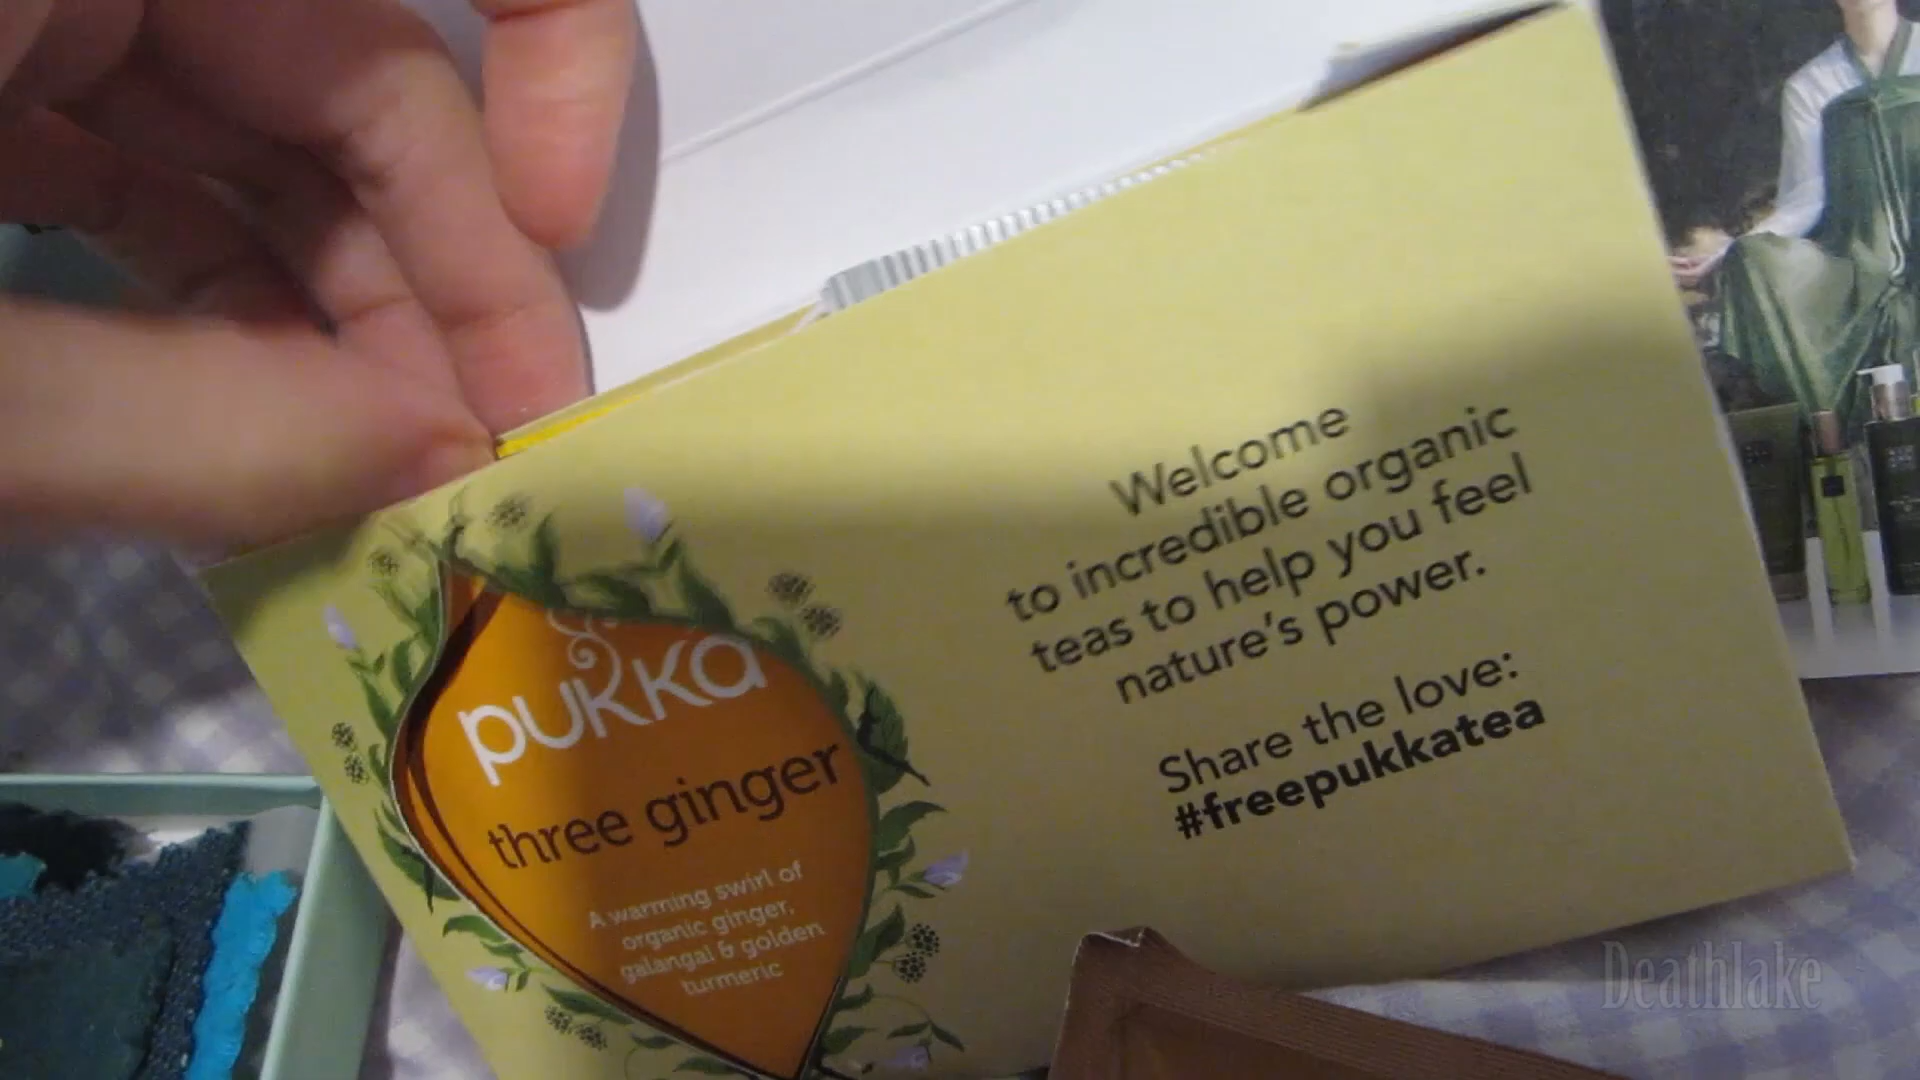 pukka
three ginger
A warming swirl of
organic ginger,
galangal & golden
turmeric
Welcome
to incredible organic
teas to help you feel
nature's power.
Share the love:
#freepukkatea
Deathlake